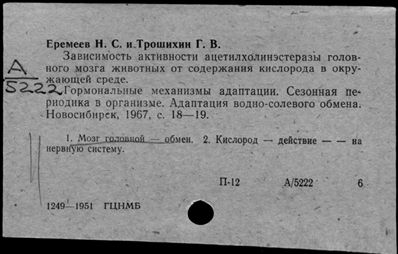 Еремеев Н. С. и Трошихин Г. В.
Зависимость активности ацетилхолинэстеразы голов-
ного мозга животных от содержания кислорода в окру-
жающей среде.
А/5222
Гормональные механизмы адаптации. Сезонная пе-
риодика в организме. Адаптация водно-солевого обмена.
Новосибирск, 1967, с. 18—19.
1. Мозг головной — обмен. 2. Кислород — действие — — на
нервную систему.
П-12 А/5222 6
1249—1951 ГЦНМБ